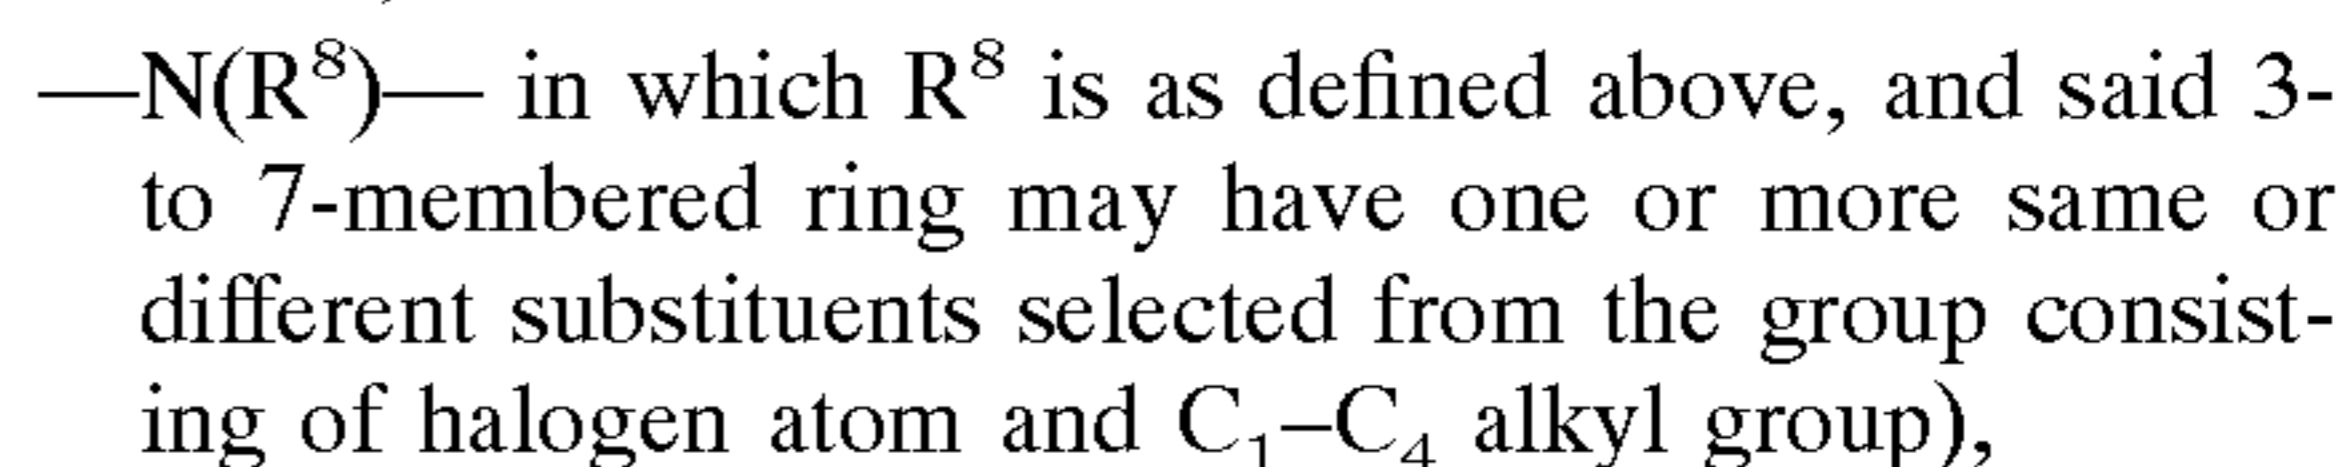 —N(R⁸)— in which R⁸ is as defined above, and said 3-
to 7-membered ring may have one or more same or
different substituents selected from the group consist-
ing of halogen atom and C₁–C₄ alkyl group),